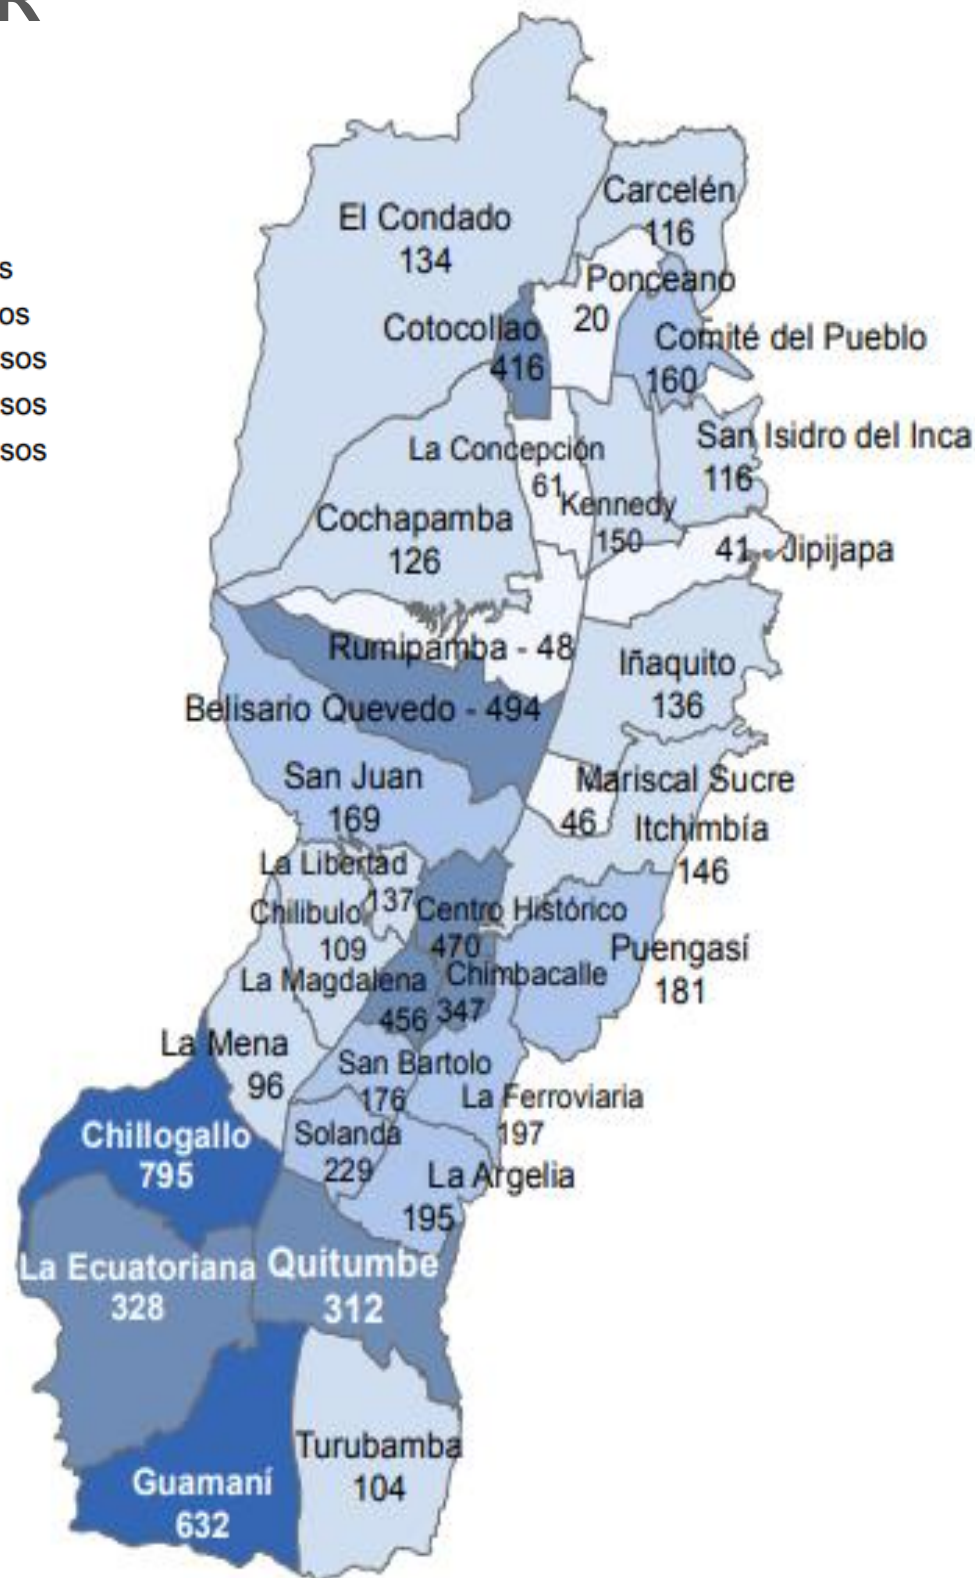 R
s
os
sos
sos
sos
El Condado
134
Carcelén
116
Ponceano
20
Cotocollao
416
Comité del Pueblo
160
La Concepción
61
San Isidro del Inca
116
Kennedy
150
Cochapamba
126
41 - Jipijapa
Rumipamba - 48
Iñaquito
136
Belisario Quevedo - 494
San Juan
169
Mariscal Sucre
46
Itchimbía
146
La Libertad
137
Chilibulo
109
Centro Histórico
470
Puengasí
181
La Magdalena
456
Chimbacalle
347
La Mena
96
San Bartolo
176
La Ferroviaria
197
Chillogallo
795
Solanda
229
La Argelia
195
La Ecuatoriana
328
Quitumbe
312
Turubamba
104
Guamaní
632